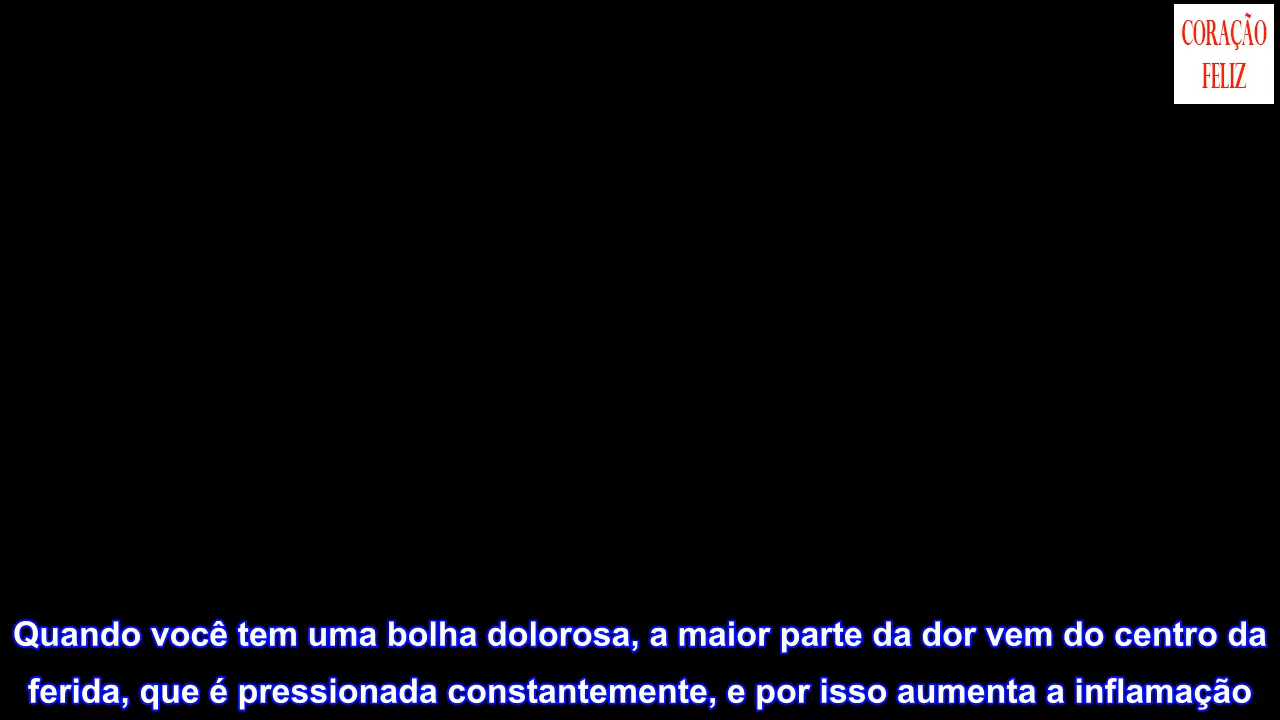 CORAÇÃO
FELIZ
Quando você tem uma bolha dolorosa, a maior parte da dor vem do centro da
ferida, que é pressionada constantemente, e por isso aumenta a inflamação